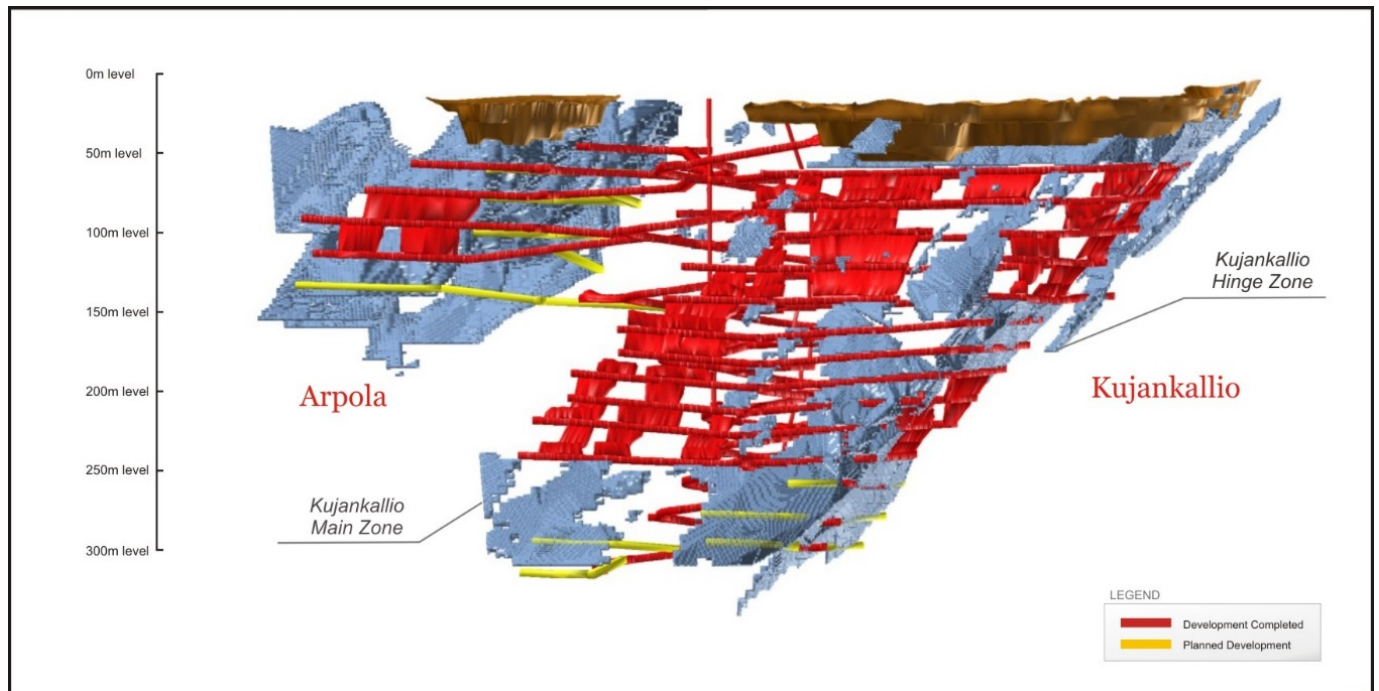 0m level
50m level
100m level
150m level
200m level
250m level
300m level
Arpola
Kujankallio
Kujankallio
Hinge Zone
Kujankallio
Main Zone
LEGEND
Development Completed
Planned Development